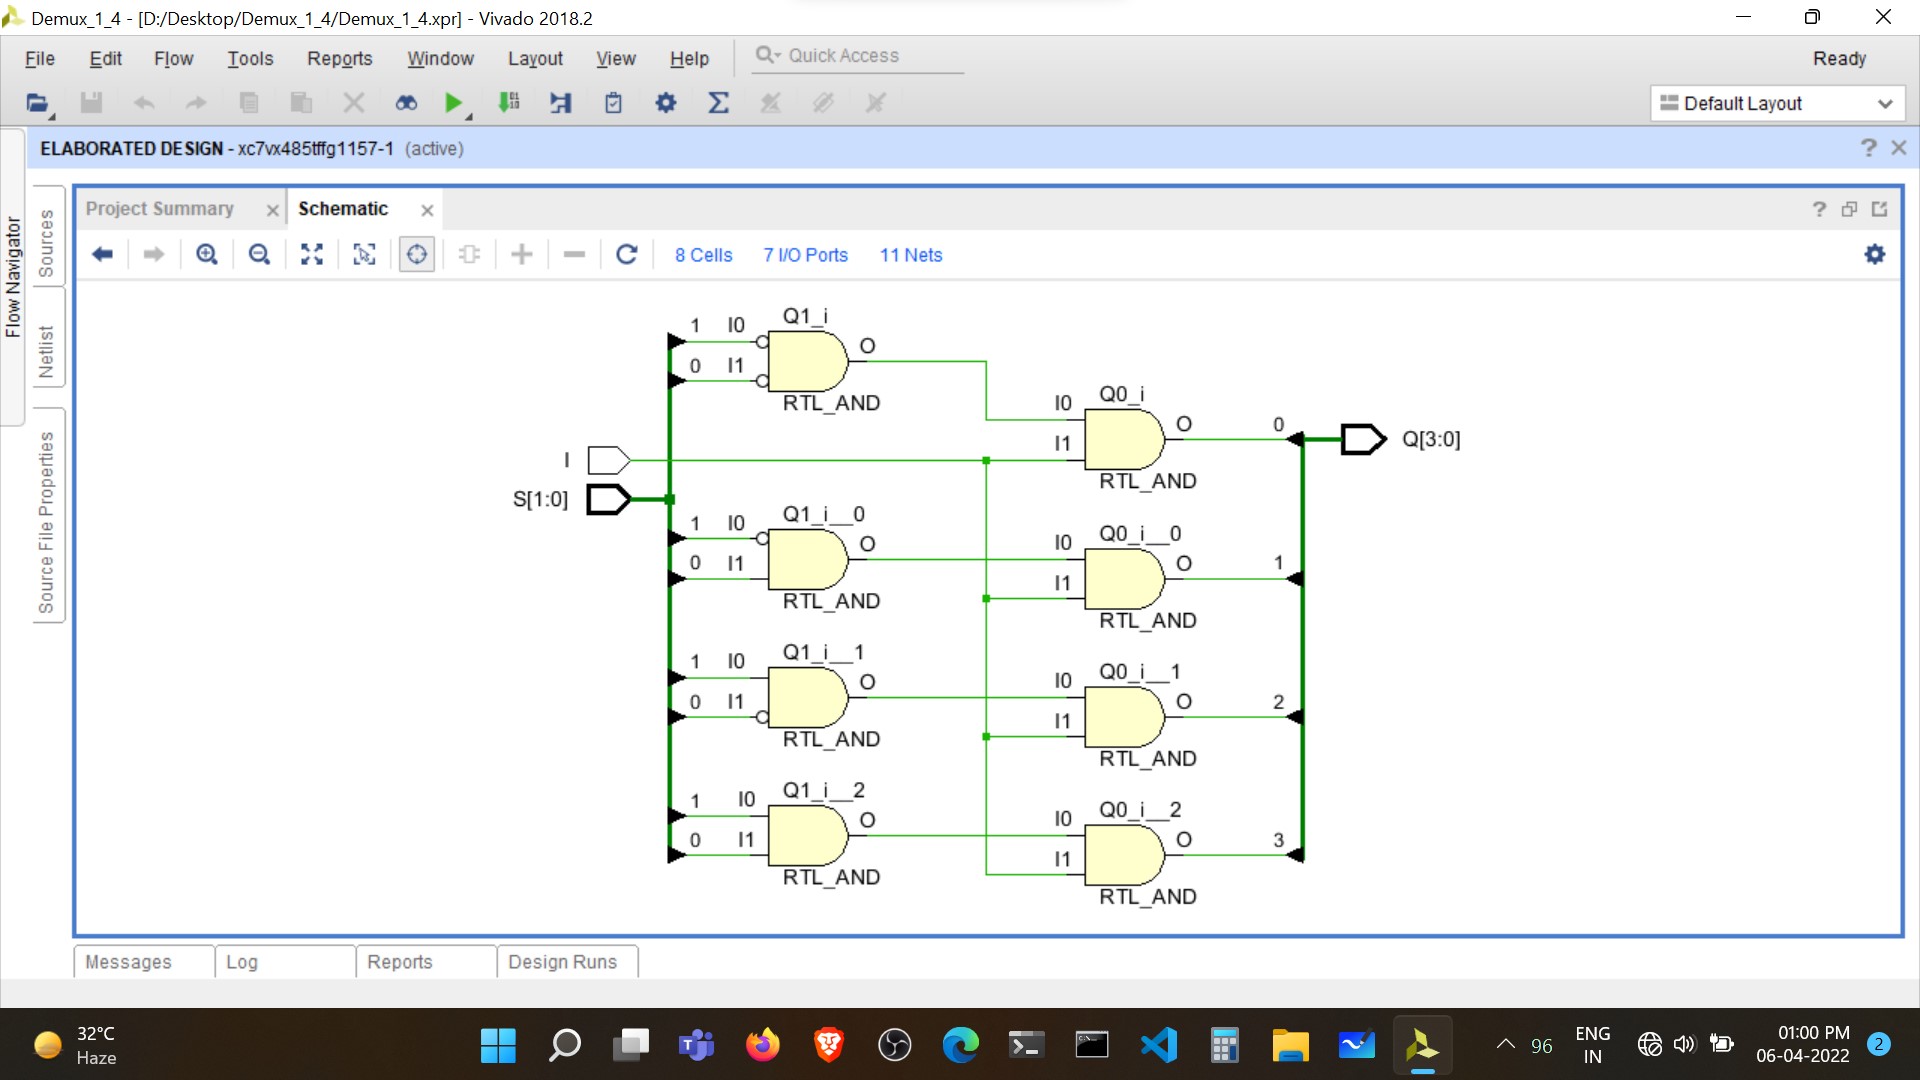 Demux_1_4 - [D:/Desktop/Demux_1_4/Demux_1_4.xpr] - Vivado 2018.2
File Edit Flow Tools Reports Window Layout View Help Quick Access Ready
Default Layout
ELABORATED DESIGN - xc7vx485tffg1157-1 (active)
Flow Navigator
Sources
Netlist
Source File Properties
Project Summary Schematic
8 Cells 7 I/O Ports 11 Nets
Q1_i
1 I0
O
0 I1
RTL_AND
Q0_i
I0
O
0
I1
RTL_AND
Q[3:0]
I
S[1:0]
Q1_i__0
1 I0
O
0 I1
RTL_AND
Q0_i__0
I0
O
1
I1
RTL_AND
Q1_i__1
1 I0
O
0 I1
RTL_AND
Q0_i__1
I0
O
2
I1
RTL_AND
Q1_i__2
1 I0
O
0 I1
RTL_AND
Q0_i__2
I0
O
3
I1
RTL_AND
Messages Log Reports Design Runs
32°C
Haze
96
ENG
IN
01:00 PM
06-04-2022
2